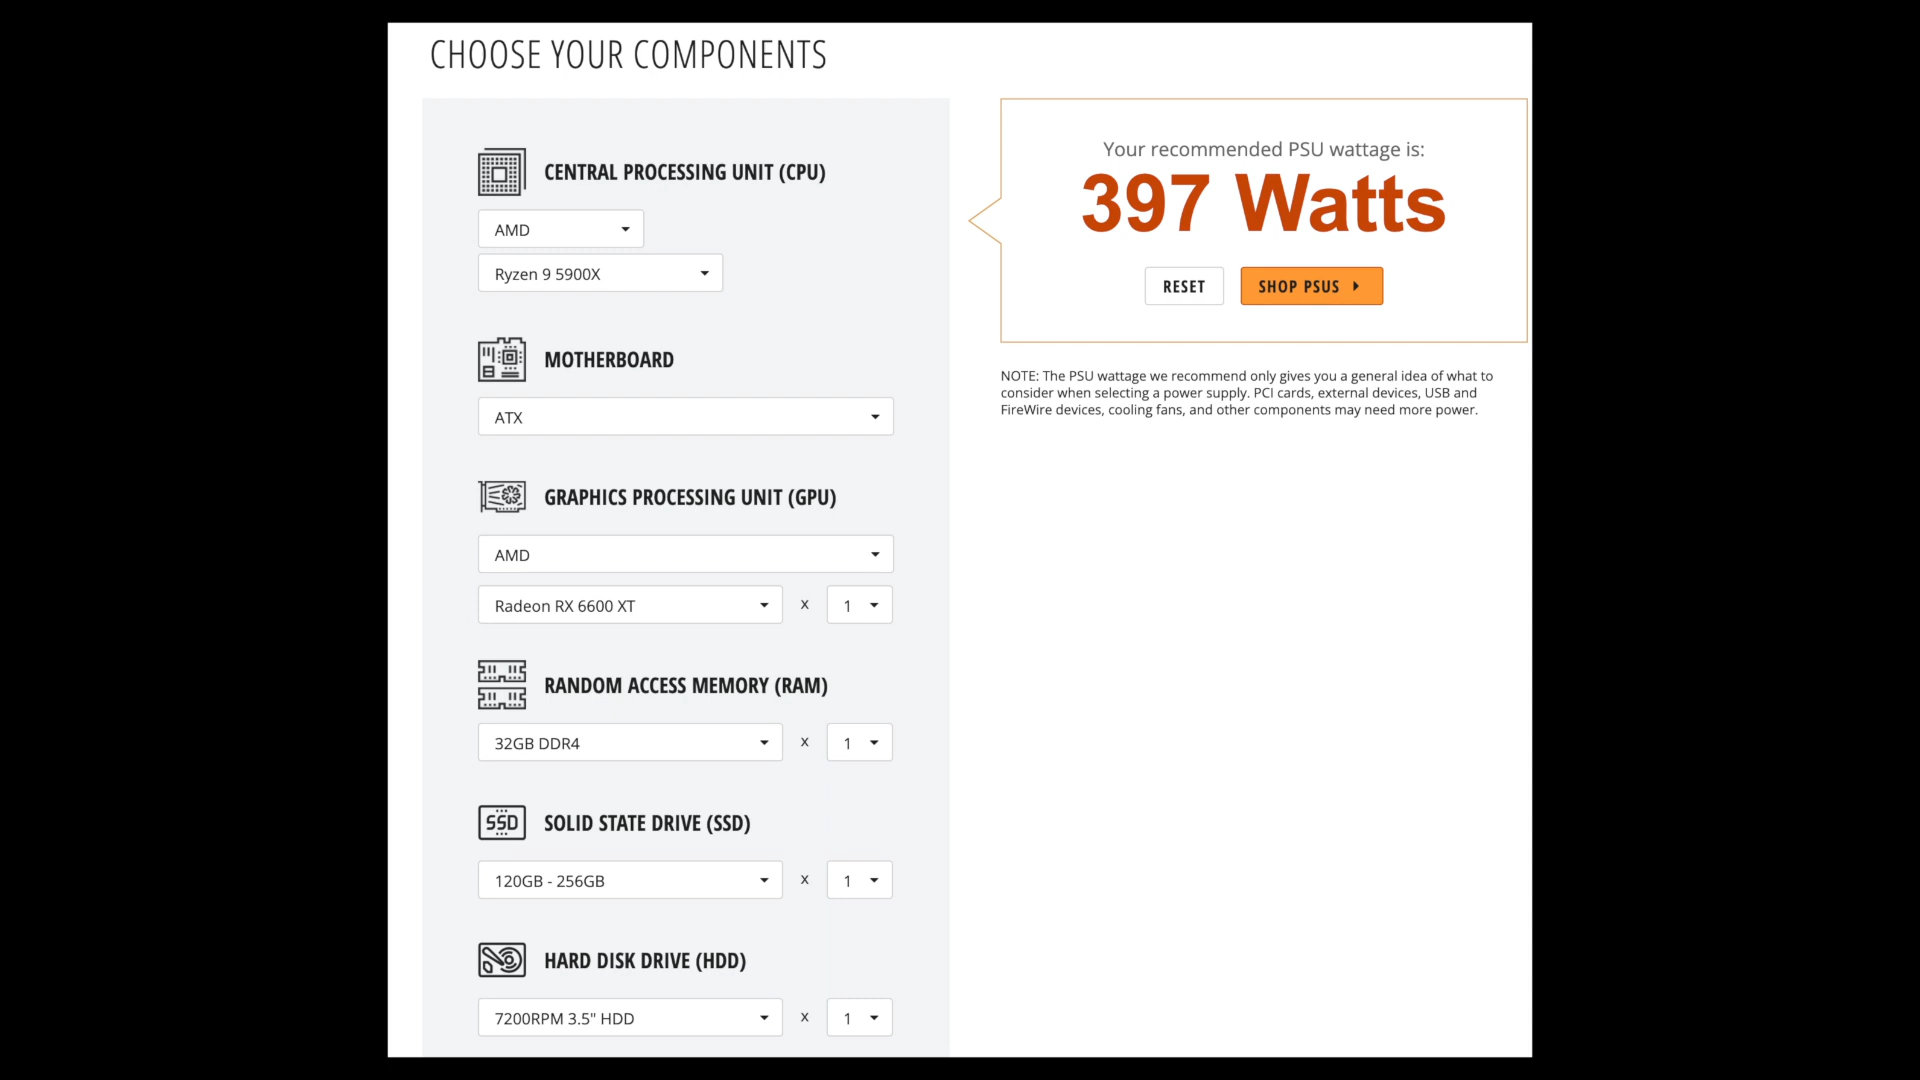 CHOOSE YOUR COMPONENTS
CENTRAL PROCESSING UNIT (CPU)
AMD
Ryzen 9 5900X
MOTHERBOARD
ATX
GRAPHICS PROCESSING UNIT (GPU)
AMD
Radeon RX 6600 XT x 1
RANDOM ACCESS MEMORY (RAM)
32GB DDR4 x 1
SSD
SOLID STATE DRIVE (SSD)
120GB - 256GB x 1
HARD DISK DRIVE (HDD)
7200RPM 3.5" HDD x 1
Your recommended PSU wattage is:
397 Watts
RESET
SHOP PSUS
NOTE: The PSU wattage we recommend only gives you a general idea of what to
consider when selecting a power supply. PCI cards, external devices, USB and
FireWire devices, cooling fans, and other components may need more power.